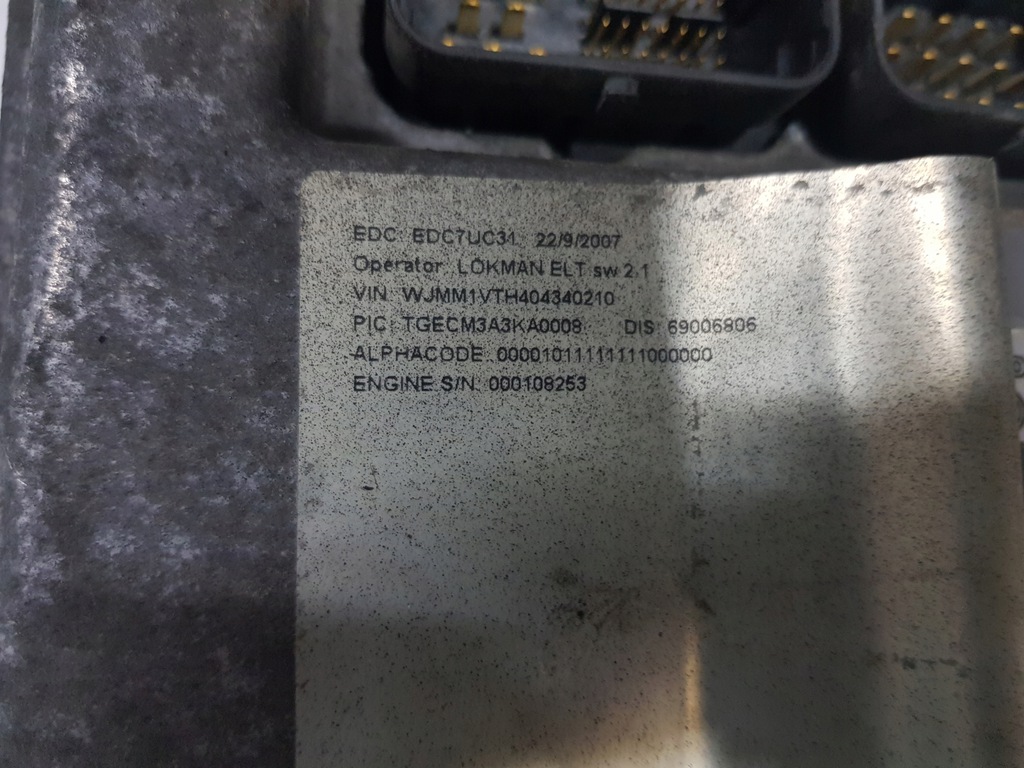 EDC: EDC7UC31 22/9/2007
Operator: LOKMAN ELT sw 2.1
VIN: WJMM1VTH404340210
PIC: TGECM3A3KA0008 DIS: 69006806
ALPHACODE: 00001011111111000000
ENGINE S/N: 000108253